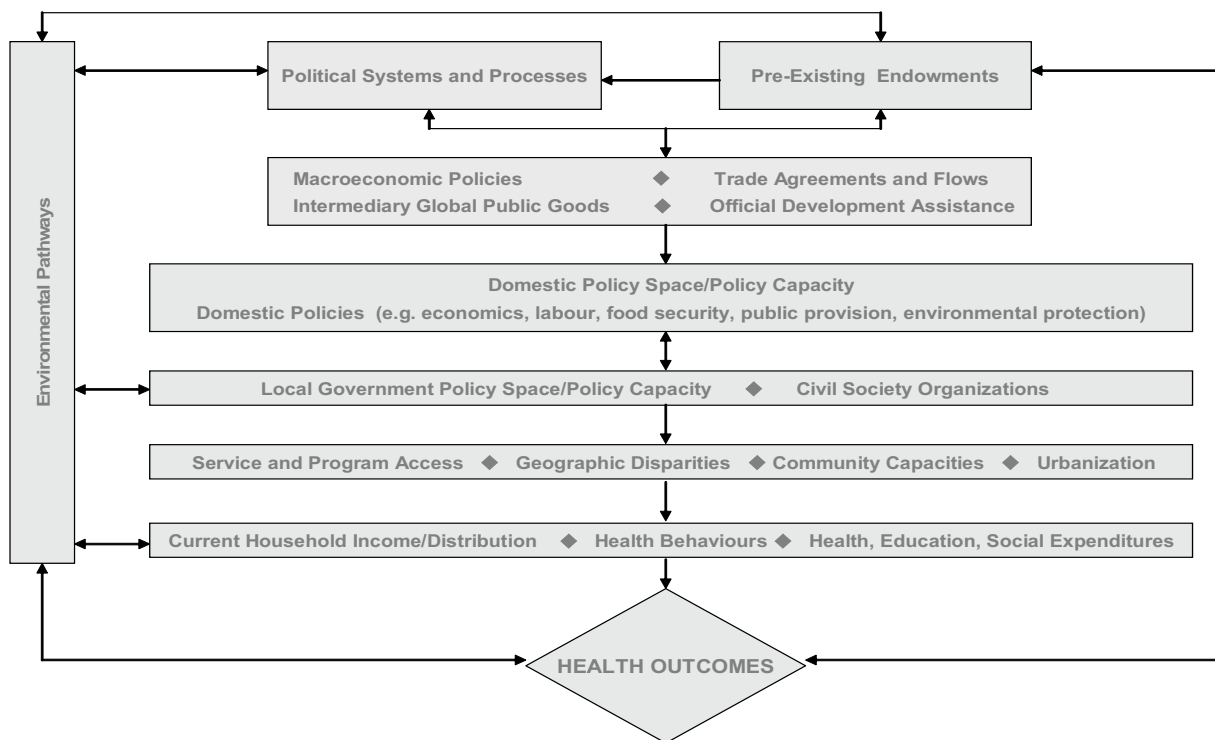 Political Systems and Processes
Pre-Existing Endowments
Environmental Pathways
Macroeconomic Policies ◆ Trade Agreements and Flows
Intermediary Global Public Goods ◆ Official Development Assistance
Domestic Policy Space/Policy Capacity
Domestic Policies (e.g. economics, labour, food security, public provision, environmental protection)
Local Government Policy Space/Policy Capacity ◆ Civil Society Organizations
Service and Program Access ◆ Geographic Disparities ◆ Community Capacities ◆ Urbanization
Current Household Income/Distribution ◆ Health Behaviours ◆ Health, Education, Social Expenditures
HEALTH OUTCOMES